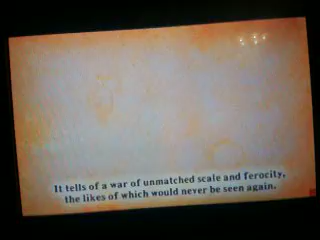 It tells of a war of unmatched scale and ferocity,
the likes of which would never be seen again.